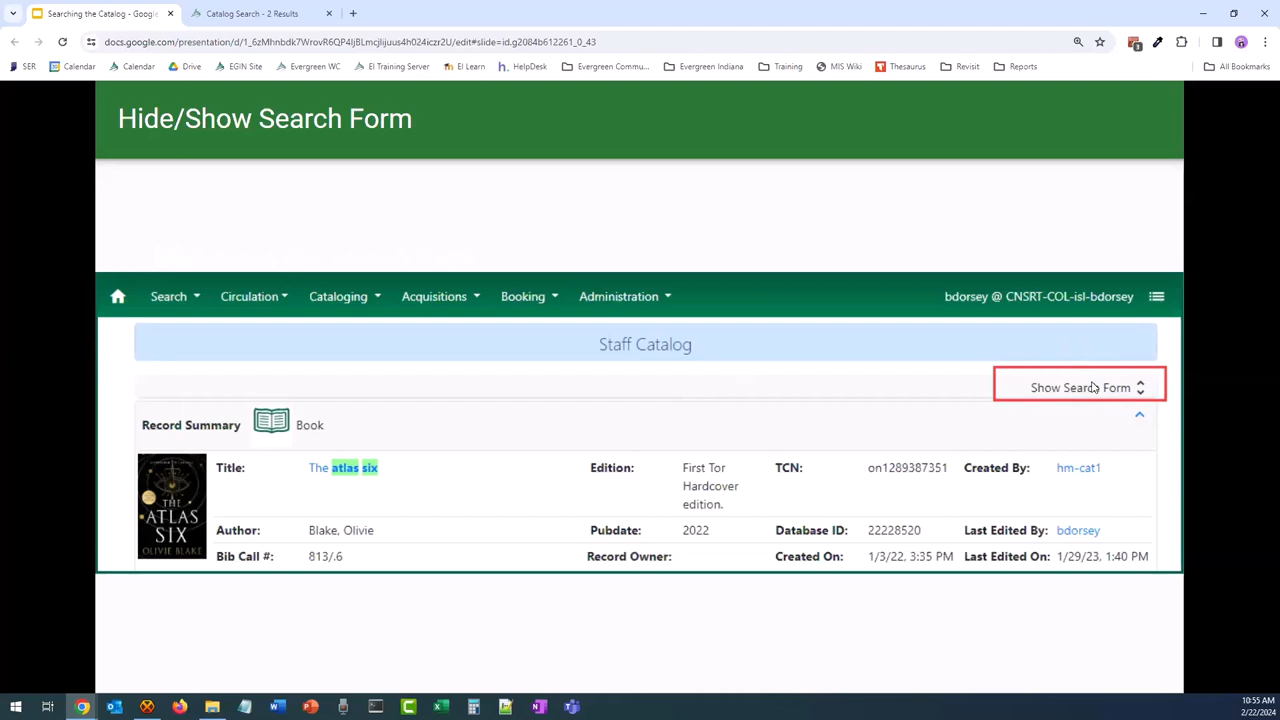 Searching the Catalog - Google
Catalog Search - 2 Results
docs.google.com/presentation/d/1_6zMhnbdk7WrovR6QP4IjBLmcjlijuus4h024iczr2U/edit#slide=id.g2084b612261_0_43
3
SER
Calendar
Calendar
Drive
EGIN Site
Evergreen WC
EI Training Server
EI Learn
HelpDesk
Evergreen Commu...
Evergreen Indiana
Training
MIS Wiki
Thesaurus
Revisit
Reports
All Bookmarks
Hide/Show Search Form
Search Circulation Cataloging Acquisitions Booking Administration bdorsey @ CNSRT-COL-isl-bdorsey
Staff Catalog
Show Search Form
Record Summary Book
Title: The atlas six Edition: First Tor Hardcover edition. TCN: on1289387351 Created By: hm-cat1
THE
ATLAS
SIX
OLIVIE BLAKE
Author: Blake, Olivie Pubdate: 2022 Database ID: 22228520 Last Edited By: bdorsey
Bib Call #: 813/.6 Record Owner: Created On: 1/3/22, 3:35 PM Last Edited On: 1/29/23, 1:40 PM
10:55 AM
2/22/2024